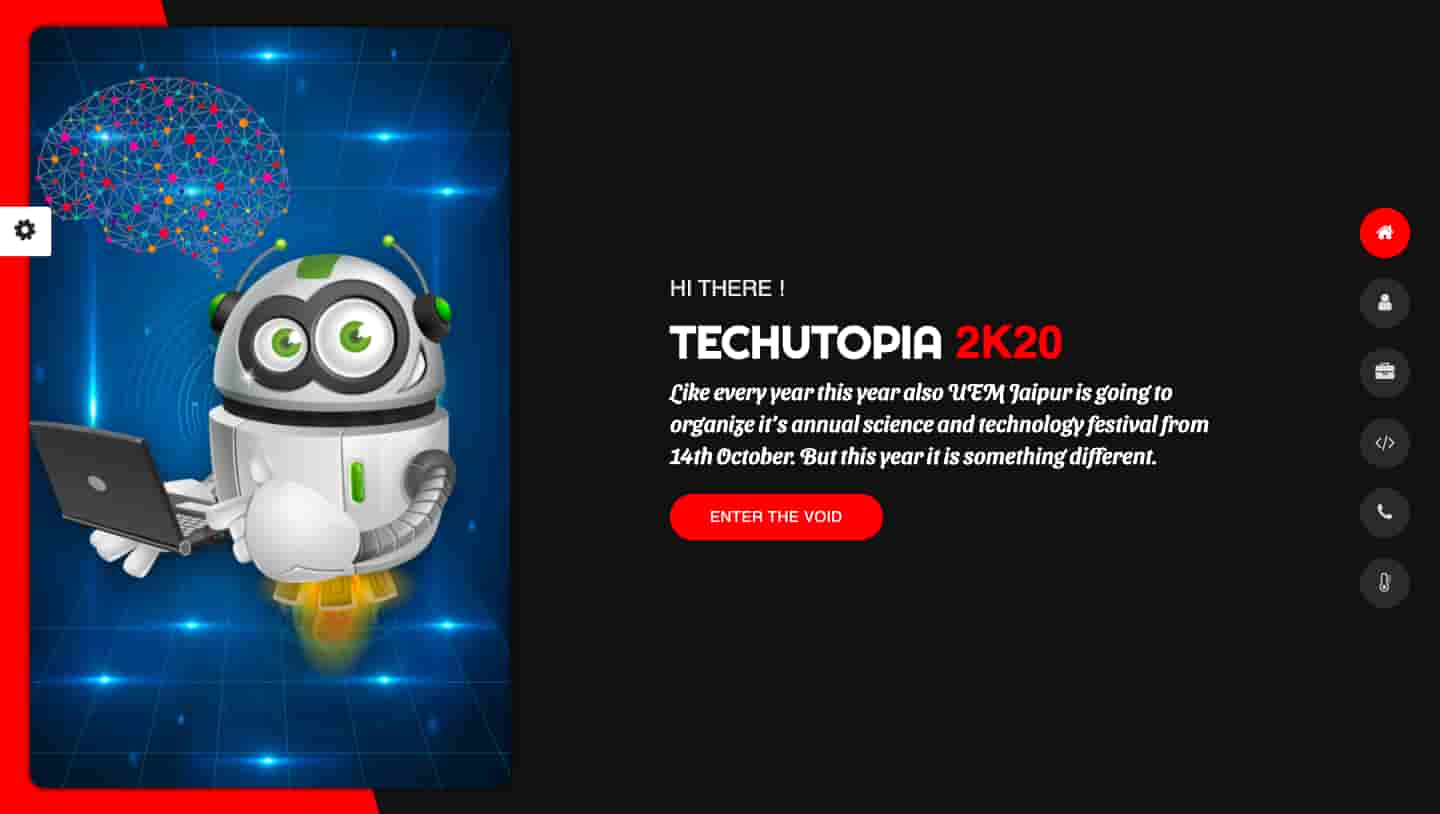 HI THERE !
TECHUTOPIA 2K20
Like every year this year also UEM Jaipur is going to
organize it's annual science and technology festival from
14th October. But this year it is something different.
ENTER THE VOID